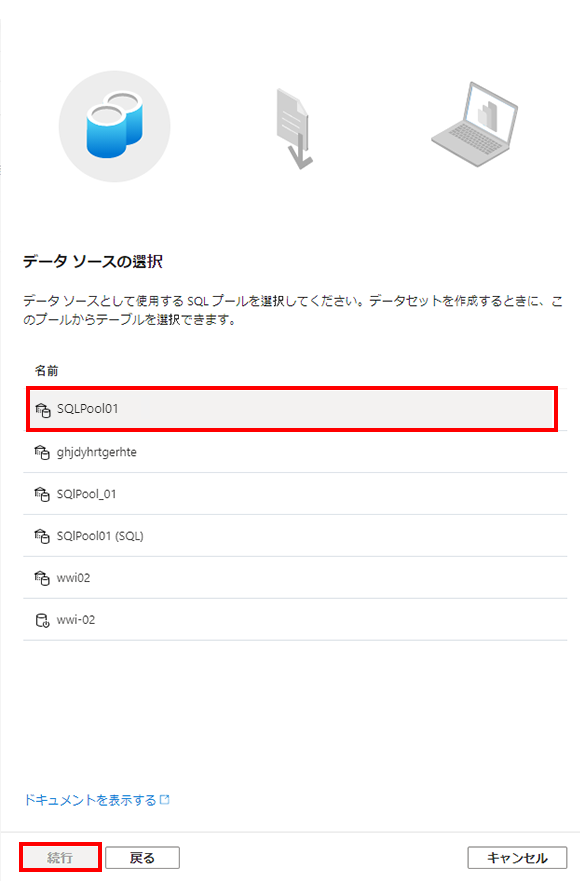 データ ソースの選択
データ ソースとして使用する SQL プールを選択してください。データセットを作成するときに、こ
のプールからテーブルを選択できます。
名前
SQLPool01
ghjdyhrtgerhte
SQlPool_01
SQlPool01 (SQL)
wwi02
wwi-02
ドキュメントを表示する
続行 戻る キャンセル